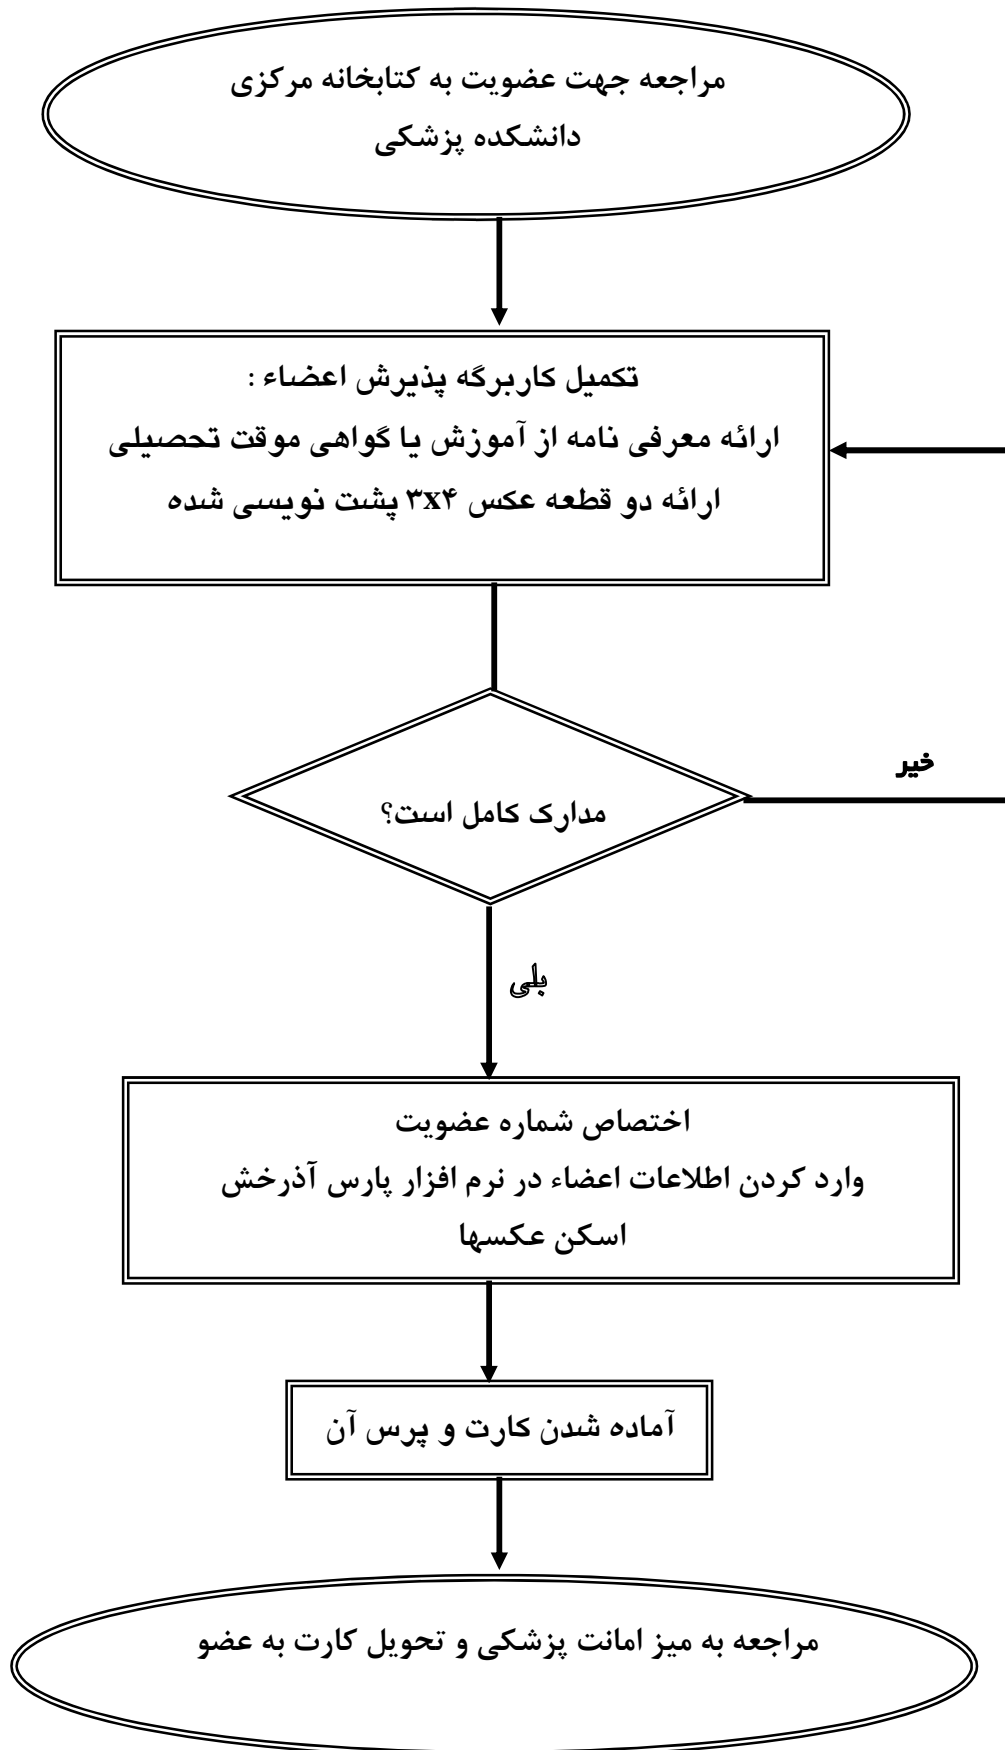 مراجعه جهت عضویت به کتابخانه مرکزی
دانشکده پزشکی
تکمیل کاربرگه پذیرش اعضاء :
ارائه معرفی نامه از آموزش یا گواهی موقت تحصیلی
ارائه دو قطعه عکس ۳x۴ پشت نویسی شده
مدارک کامل است؟
خیر
بلی
اختصاص شماره عضویت
وارد کردن اطلاعات اعضاء در نرم افزار پارس آذرخش
اسکن عکسها
آماده شدن کارت و پرس آن
مراجعه به میز امانت پزشکی و تحویل کارت به عضو